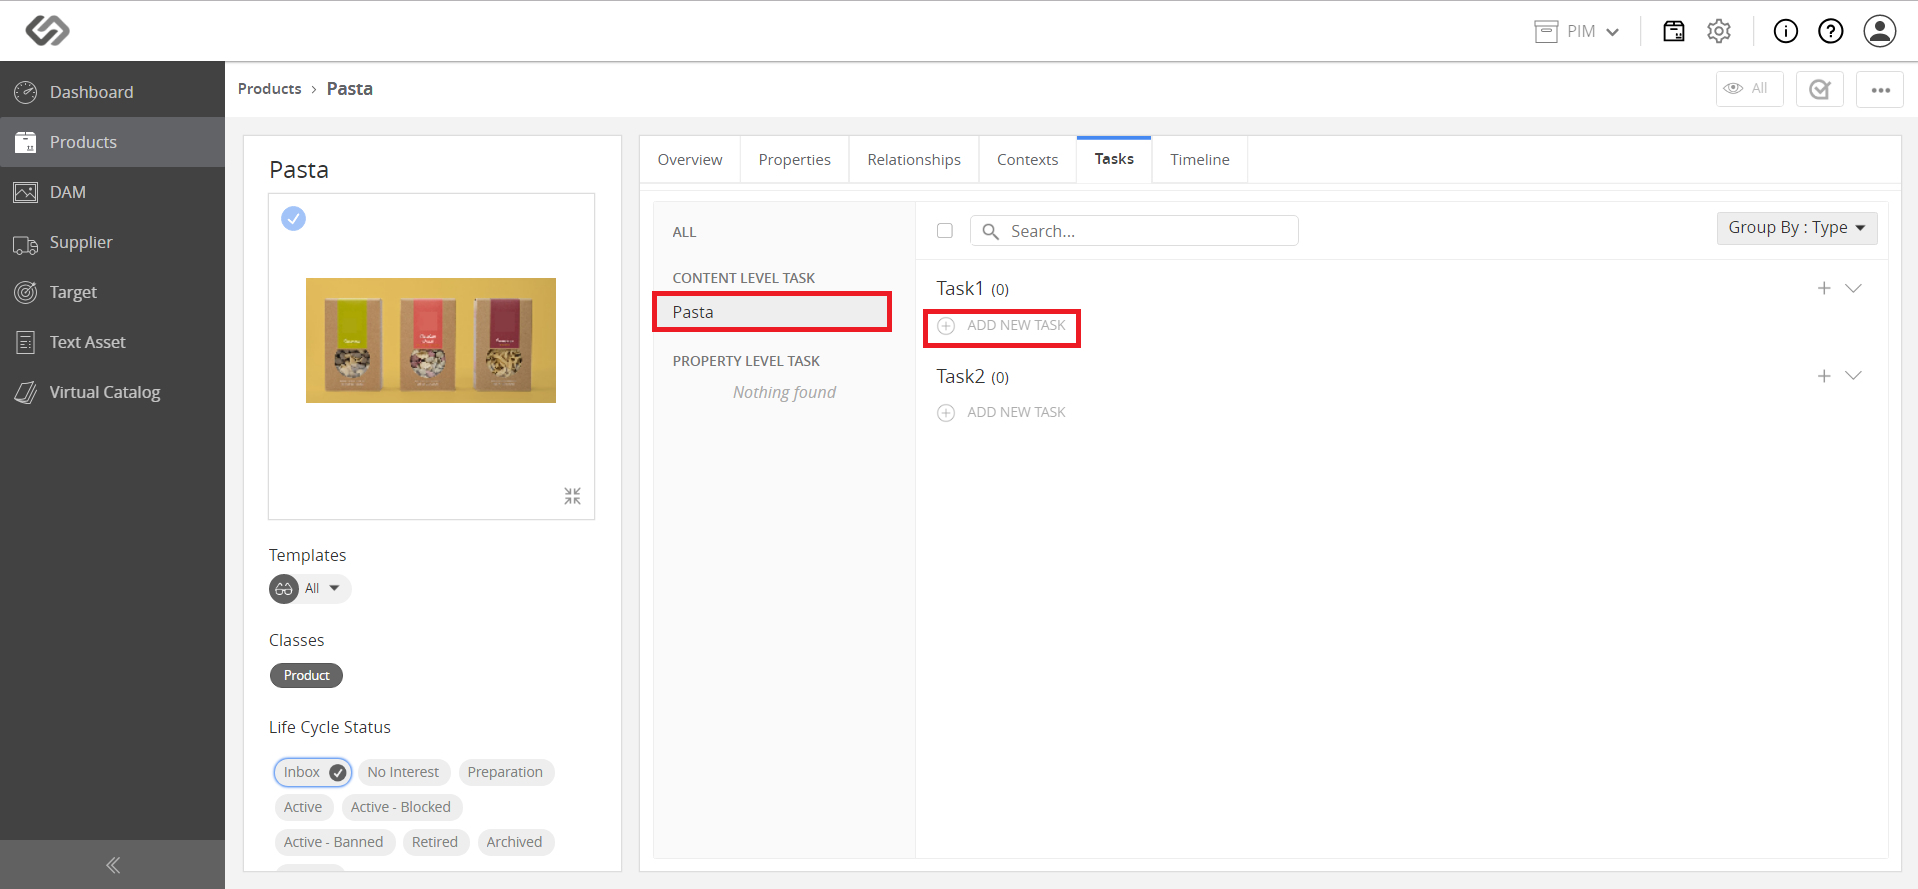 PIM
Dashboard
Products
DAM
Supplier
Target
Text Asset
Virtual Catalog
Products › Pasta
All
Pasta
Templates
All
Classes
Product
Life Cycle Status
Inbox No Interest Preparation
Active Active - Blocked
Active - Banned Retired Archived
Overview Properties Relationships Contexts Tasks Timeline
ALL
CONTENT LEVEL TASK
Pasta
PROPERTY LEVEL TASK
Nothing found
Search...
Group By : Type
Task1 (0)
ADD NEW TASK
Task2 (0)
ADD NEW TASK